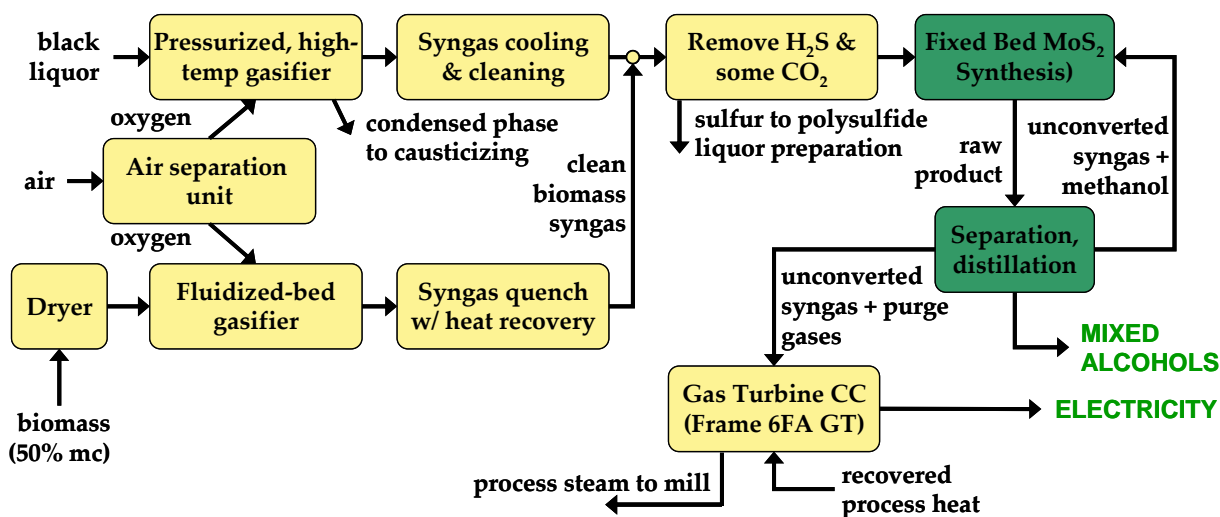 black
liquor
Pressurized, high-
temp gasifier
Syngas cooling
& cleaning
Remove H₂S &
some CO₂
Fixed Bed MoS₂
Synthesis)
oxygen
condensed phase
to causticizing
clean
biomass
syngas
sulfur to polysulfide
liquor preparation
raw
product
unconverted
syngas +
methanol
air
Air separation
unit
oxygen
Separation,
distillation
Dryer
Fluidized-bed
gasifier
Syngas quench
w/ heat recovery
unconverted
syngas + purge
gases
MIXED
ALCOHOLS
biomass
(50% mc)
Gas Turbine CC
(Frame 6FA GT)
ELECTRICITY
process steam to mill
recovered
process heat